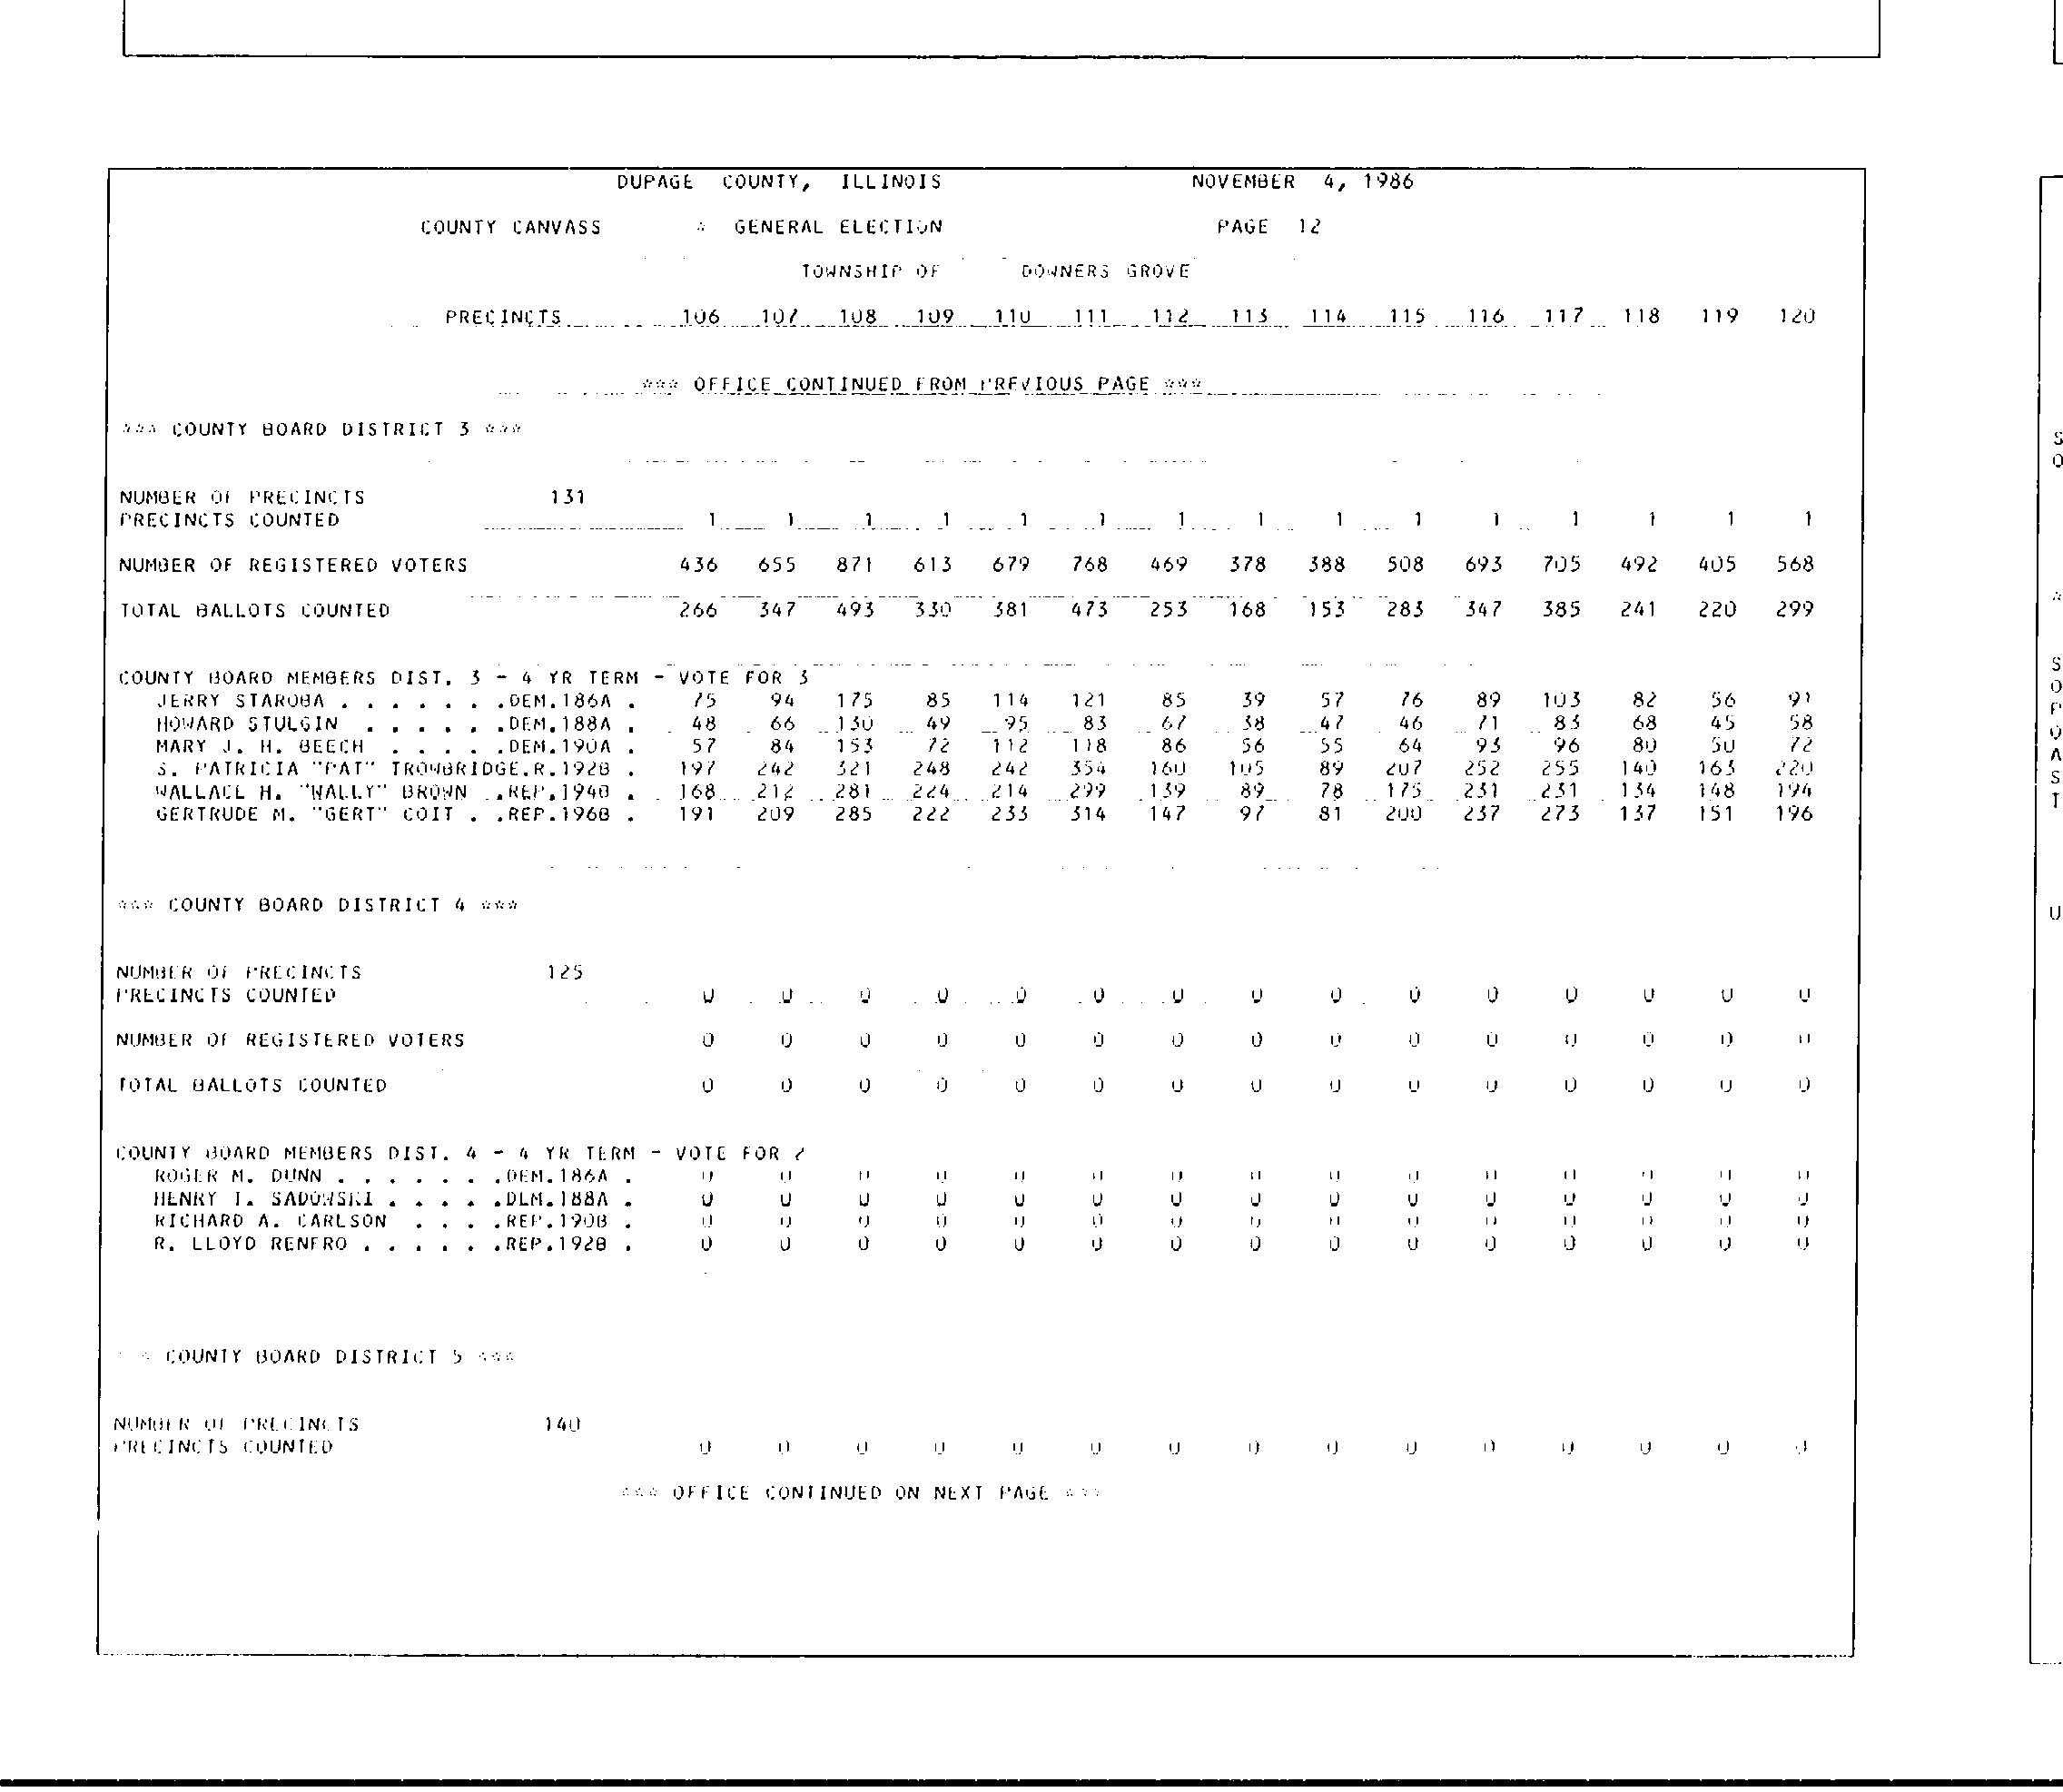 DUPAGE COUNTY, ILLINOIS NOVEMBER 4, 1986
COUNTY CANVASS * GENERAL ELECTION PAGE 12
TOWNSHIP OF DOWNERS GROVE
PRECINCTS 106 107 108 109 110 111 112 113 114 115 116 117 118 119 120
*** OFFICE CONTINUED FROM PREVIOUS PAGE ***
*** COUNTY BOARD DISTRICT 3 ***
NUMBER OF PRECINCTS 131
PRECINCTS COUNTED 1 1 1 1 1 1 1 1 1 1 1 1 1 1 1
NUMBER OF REGISTERED VOTERS 436 655 871 613 679 768 469 378 388 508 693 705 492 405 568
TOTAL BALLOTS COUNTED 266 347 493 330 381 473 253 168 153 283 347 385 241 220 299
COUNTY BOARD MEMBERS DIST. 3 - 4 YR TERM - VOTE FOR 3
JERRY STAROBA . . . . . . .DEM.186A . 75 94 175 85 114 121 85 39 57 76 89 103 82 56 91
HOWARD STULGIN . . . . . .DEM.188A . 48 66 130 49 95 83 67 38 47 46 71 83 68 45 58
MARY J. H. BEECH . . . . .DEM.190A . 57 84 153 72 112 118 86 56 55 64 93 96 80 50 72
S. PATRICIA "PAT" TROWBRIDGE.R.192B . 197 242 321 248 242 354 160 105 89 207 252 255 140 163 220
WALLACE H. "WALLY" BROWN ..REP.194B . 168 212 281 224 214 299 139 89 78 175 231 231 134 148 194
GERTRUDE M. "GERT" COIT . .REP.196B . 191 209 285 222 233 314 147 97 81 200 237 273 137 151 196
*** COUNTY BOARD DISTRICT 4 ***
NUMBER OF PRECINCTS 125
PRECINCTS COUNTED 0 0 0 0 0 0 0 0 0 0 0 0 0 0 0
NUMBER OF REGISTERED VOTERS 0 0 0 0 0 0 0 0 0 0 0 0 0 0 0
TOTAL BALLOTS COUNTED 0 0 0 0 0 0 0 0 0 0 0 0 0 0 0
COUNTY BOARD MEMBERS DIST. 4 - 4 YR TERM - VOTE FOR 2
ROGER M. DUNN . . . . . . .DEM.186A . 0 0 0 0 0 0 0 0 0 0 0 0 0 0 0
HENRY I. SADOWSKI . . . . .DEM.188A . 0 0 0 0 0 0 0 0 0 0 0 0 0 0 0
RICHARD A. CARLSON . . . .REP.190B . 0 0 0 0 0 0 0 0 0 0 0 0 0 0 0
R. LLOYD RENFRO . . . . . .REP.192B . 0 0 0 0 0 0 0 0 0 0 0 0 0 0 0
*** COUNTY BOARD DISTRICT 5 ***
NUMBER OF PRECINCTS 140
PRECINCTS COUNTED 0 0 0 0 0 0 0 0 0 0 0 0 0 0 0
*** OFFICE CONTINUED ON NEXT PAGE ***